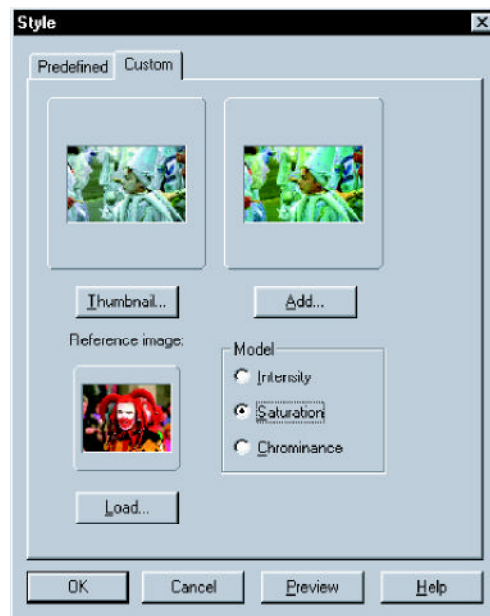 Style
Predefined Custom
Thumbnail... Add...
Reference image:
Model
Intensity
Saturation
Chrominance
Load...
OK Cancel Preview Help